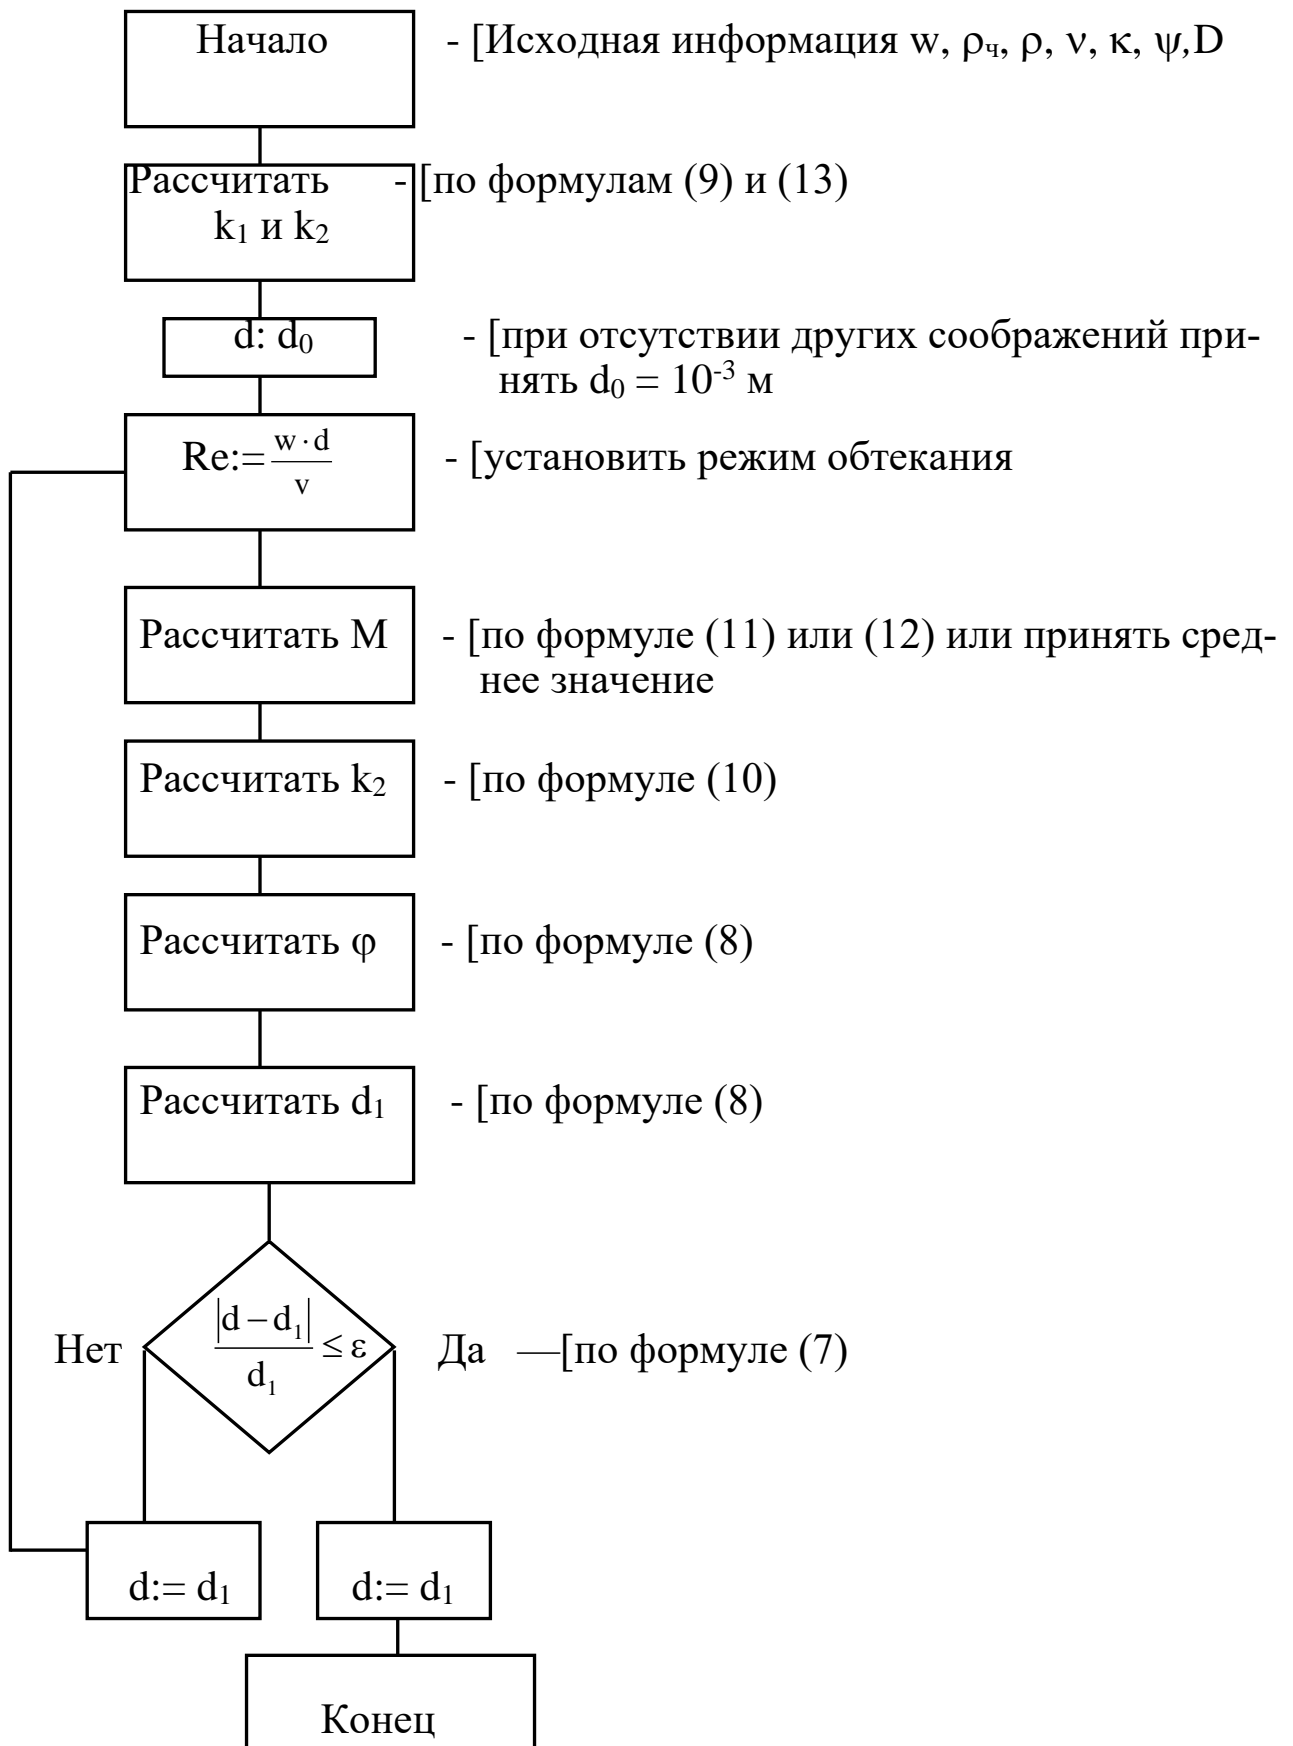 Начало - [Исходная информация w, ρч, ρ, ν, κ, ψ,D
Рассчитать - [по формулам (9) и (13)
k₁ и k₂
d: d₀ - [при отсутствии других соображений при-
нять d₀ = 10⁻³ м
Re:= w · d / ν - [установить режим обтекания
Рассчитать М - [по формуле (11) или (12) или принять сред-
нее значение
Рассчитать k₂ - [по формуле (10)
Рассчитать φ - [по формуле (8)
Рассчитать d₁ - [по формуле (8)
Нет |d – d₁| / d₁ ≤ ε Да —[по формуле (7)
d:= d₁ d:= d₁
Конец